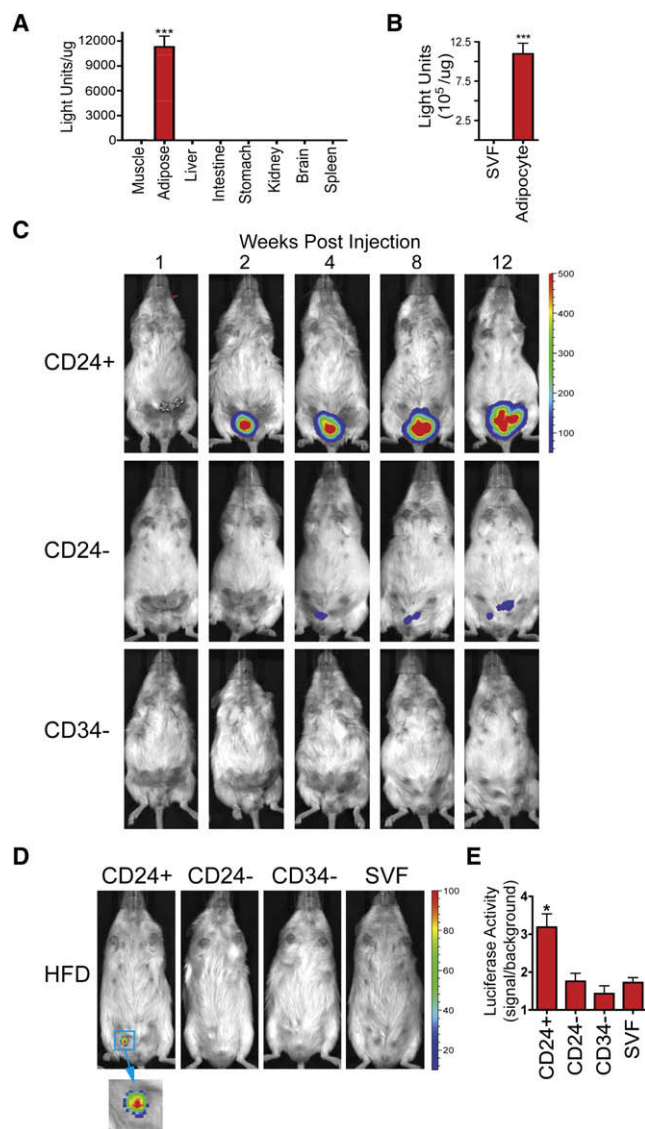 A
Light Units/ug
12000
9000
6000
3000
0
***
Muscle
Adipose
Liver
Intestine
Stomach
Kidney
Brain
Spleen
B
Light Units
(10⁵ /ug)
12.5
7.5
2.5
***
SVF
Adipocyte
C
Weeks Post Injection
1 2 4 8 12
CD24+
500
400
300
200
100
CD24-
CD34-
D
CD24+ CD24- CD34- SVF
HFD
100
80
60
40
20
E
Luciferase Activity
(signal/background)
4
3
2
1
*
CD24+
CD24-
CD34-
SVF